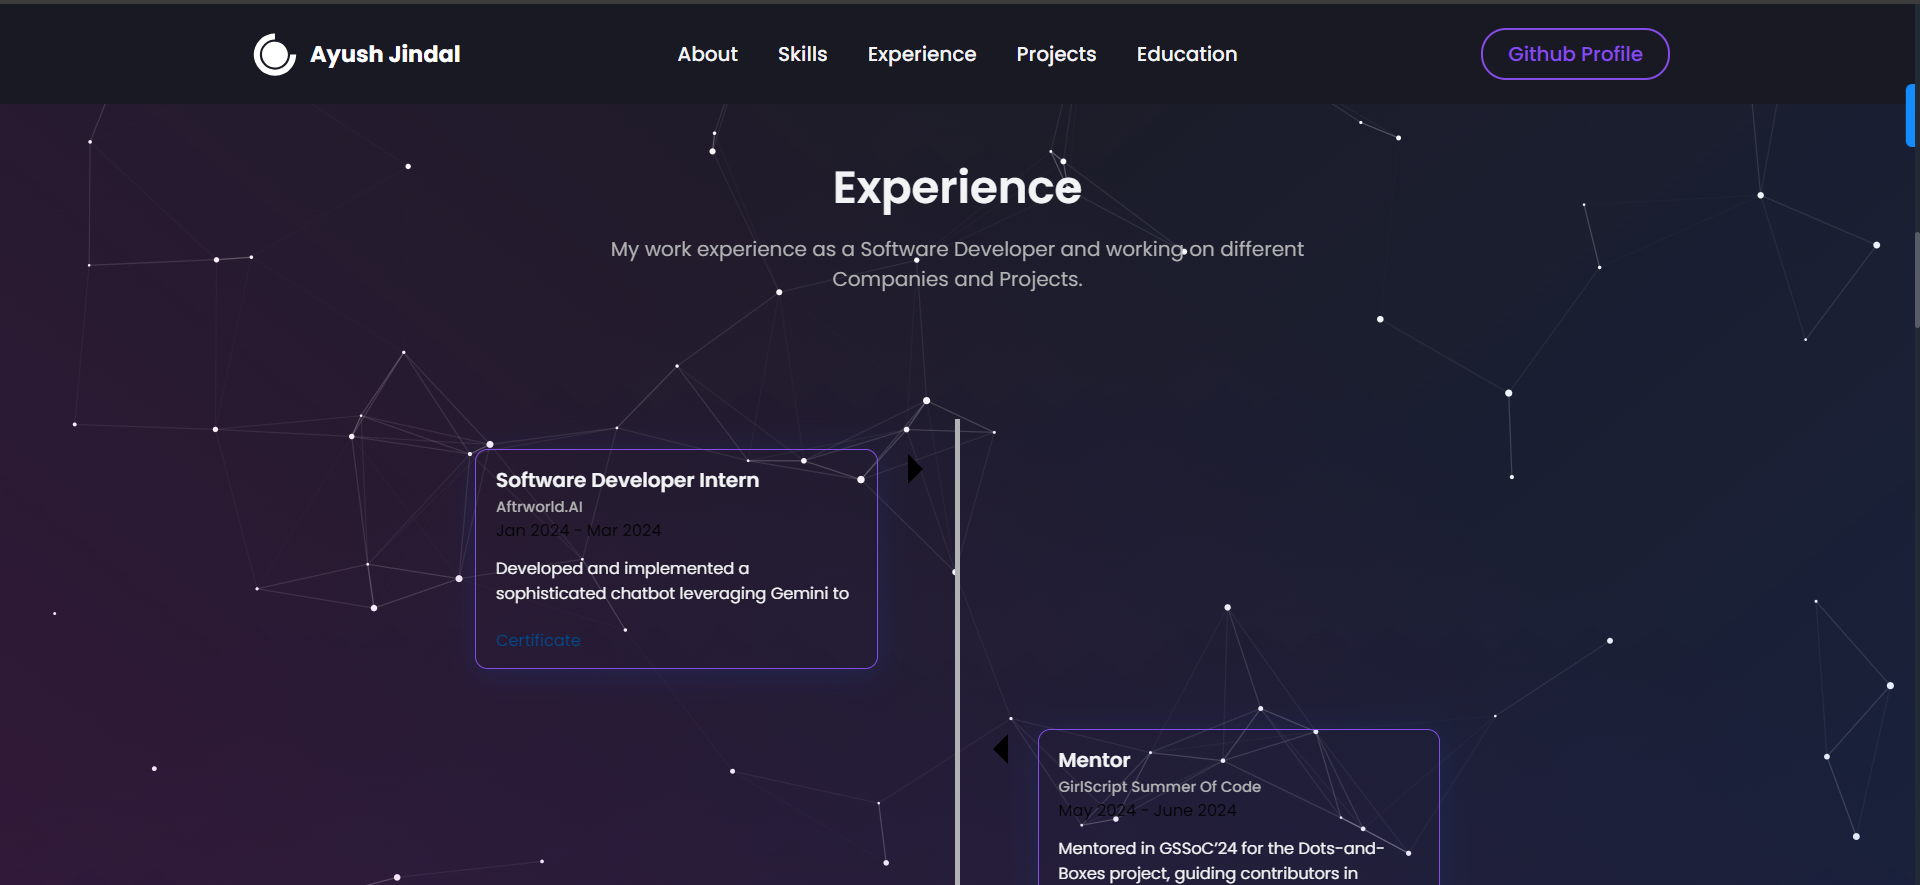 Ayush Jindal
About
Skills
Experience
Projects
Education
Github Profile
Experience
My work experience as a Software Developer and working on different
Companies and Projects.
Software Developer Intern
Aftrworld.AI
Jan 2024 - Mar 2024
Developed and implemented a
sophisticated chatbot leveraging Gemini to
Certificate
Mentor
GirlScript Summer Of Code
May 2024 - June 2024
Mentored in GSSoC’24 for the Dots-and-
Boxes project, guiding contributors in